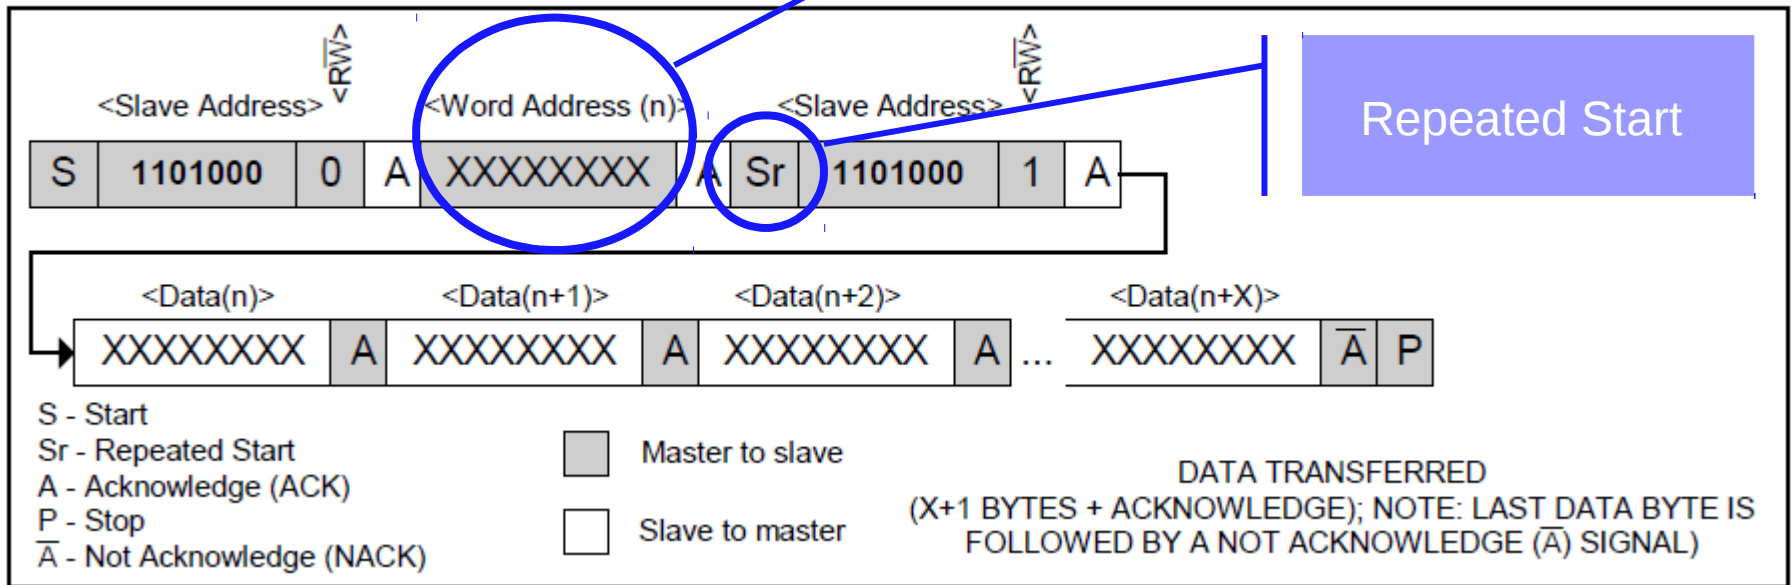 <RW̅>
<RW̅>
<Slave Address>
<Word Address (n)>
<Slave Address>
Repeated Start
S 1101000 0 A XXXXXXXX A Sr 1101000 1 A
<Data(n)> <Data(n+1)> <Data(n+2)> <Data(n+X)>
XXXXXXXX A XXXXXXXX A XXXXXXXX A ... XXXXXXXX A̅ P
S - Start
Sr - Repeated Start
A - Acknowledge (ACK)
P - Stop
A̅ - Not Acknowledge (NACK)
Master to slave
Slave to master
DATA TRANSFERRED
(X+1 BYTES + ACKNOWLEDGE); NOTE: LAST DATA BYTE IS
FOLLOWED BY A NOT ACKNOWLEDGE (A̅) SIGNAL)